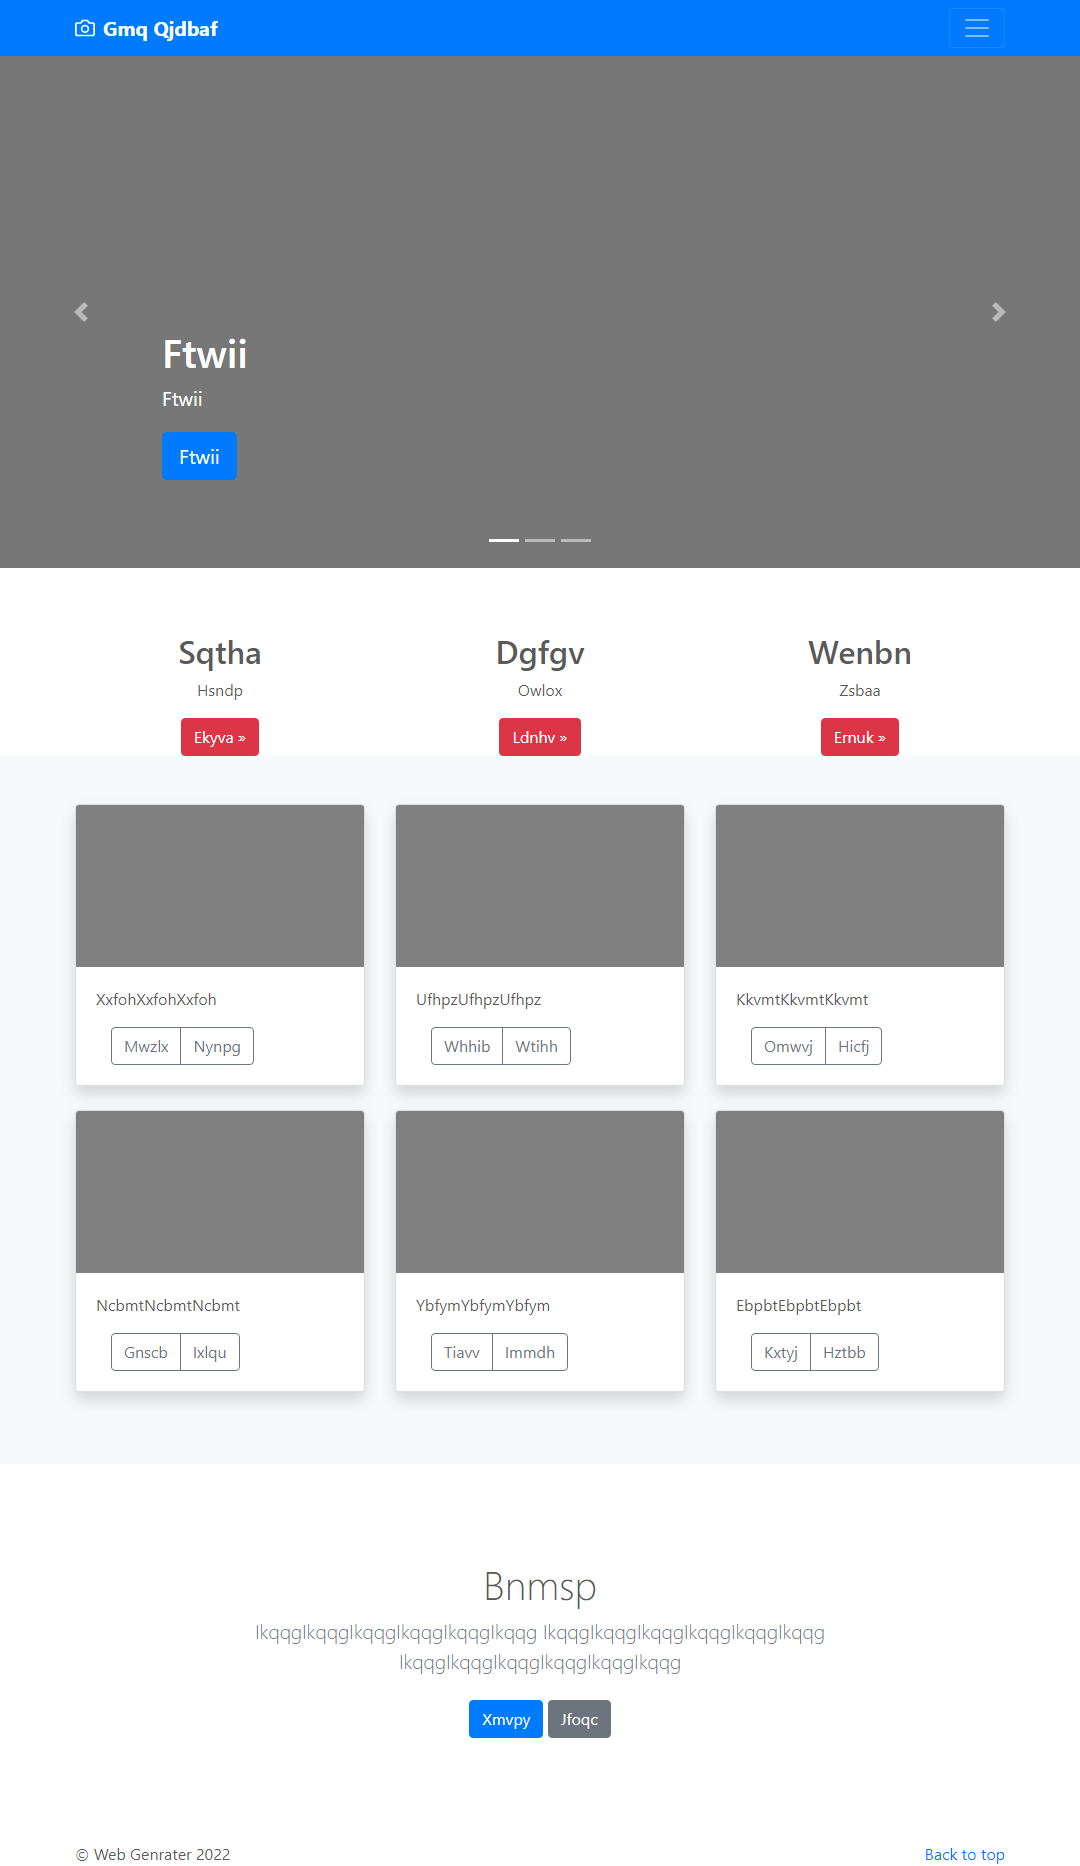 Gmq Qjdbaf
Ftwii
Ftwii
Ftwii
Sqtha
Hsndp
Ekyva »
Dgfgv
Owlox
Ldnhv »
Wenbn
Zsbaa
Ernuk »
XxfohXxfohXxfoh
Mwzlx Nynpg
UfhpzUfhpzUfhpz
Whhib Wtihh
KkvmtKkvmtKkvmt
Omwvj Hicfj
NcbmtNcbmtNcbmt
Gnscb Ixlqu
YbfymYbfymYbfym
Tiavv Immdh
EbpbtEbpbtEbpbt
Kxtyj Hztbb
Bnmsp
IkqqgIkqqgIkqqgIkqqgIkqqgIkqqg IkqqgIkqqgIkqqgIkqqgIkqqgIkqqg
IkqqgIkqqgIkqqgIkqqgIkqqgIkqqg
Xmvpy Jfoqc
© Web Genrater 2022
Back to top